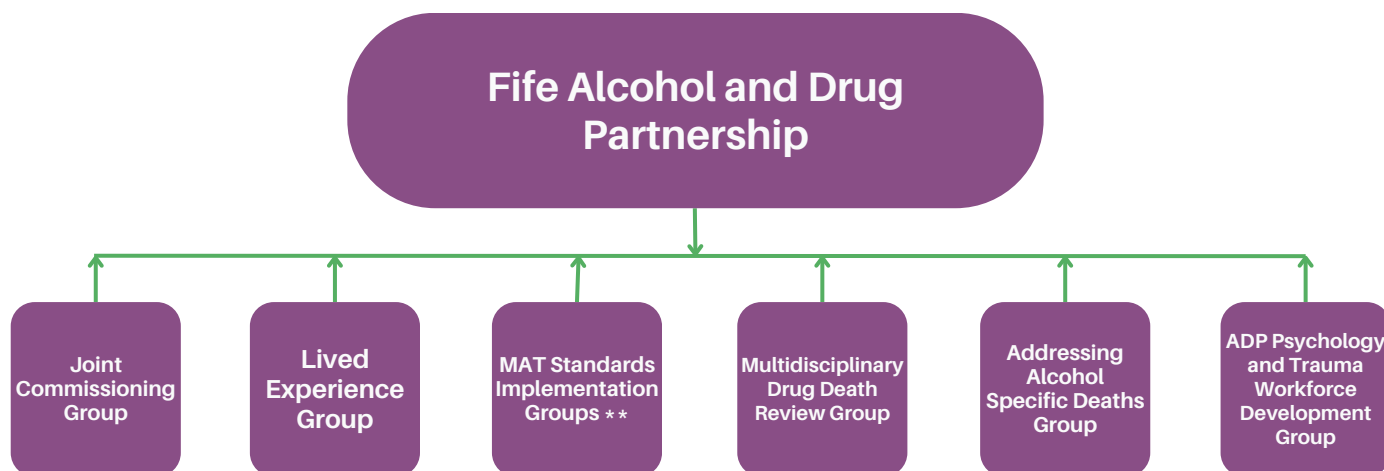 Fife Alcohol and Drug
Partnership
Joint
Commissioning
Group
Lived
Experience
Group
MAT Standards
Implementation
Groups **
Multidisciplinary
Drug Death
Review Group
Addressing
Alcohol
Specific Deaths
Group
ADP Psychology
and Trauma
Workforce
Development
Group